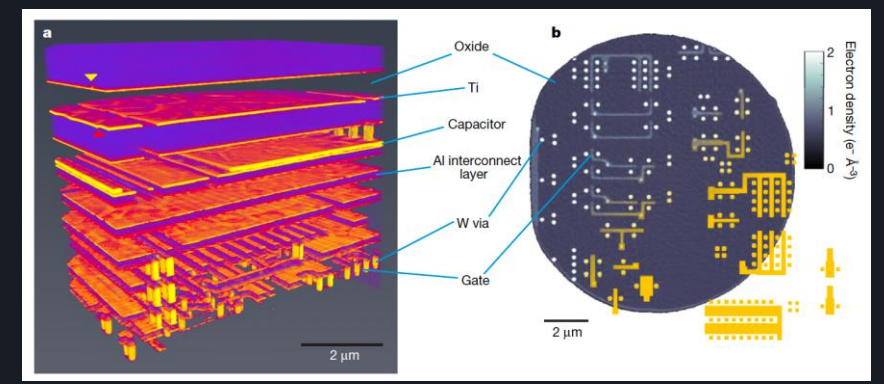 a
Oxide
Ti
Capacitor
Al interconnect
layer
W via
Gate
2 μm
b
2
1
0
Electron density (e⁻ Å⁻³)
2 μm